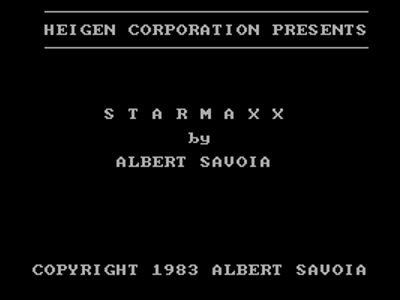 HEIGEN CORPORATION PRESENTS
S T A R M A X X
by
ALBERT SAVOIA
COPYRIGHT 1983 ALBERT SAVOIA